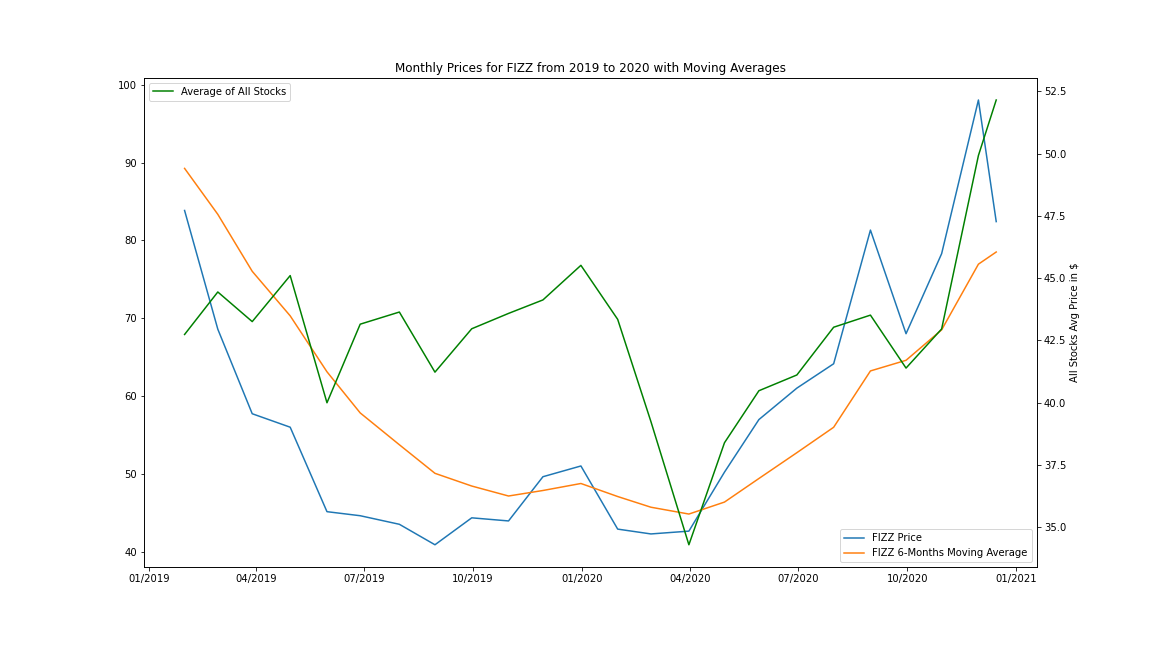 Monthly Prices for FIZZ from 2019 to 2020 with Moving Averages
Average of All Stocks
100
90
80
70
60
50
40
52.5
50.0
47.5
45.0
42.5
40.0
37.5
35.0
All Stocks Avg Price in $
FIZZ Price
FIZZ 6-Months Moving Average
01/2019 04/2019 07/2019 10/2019 01/2020 04/2020 07/2020 10/2020 01/2021